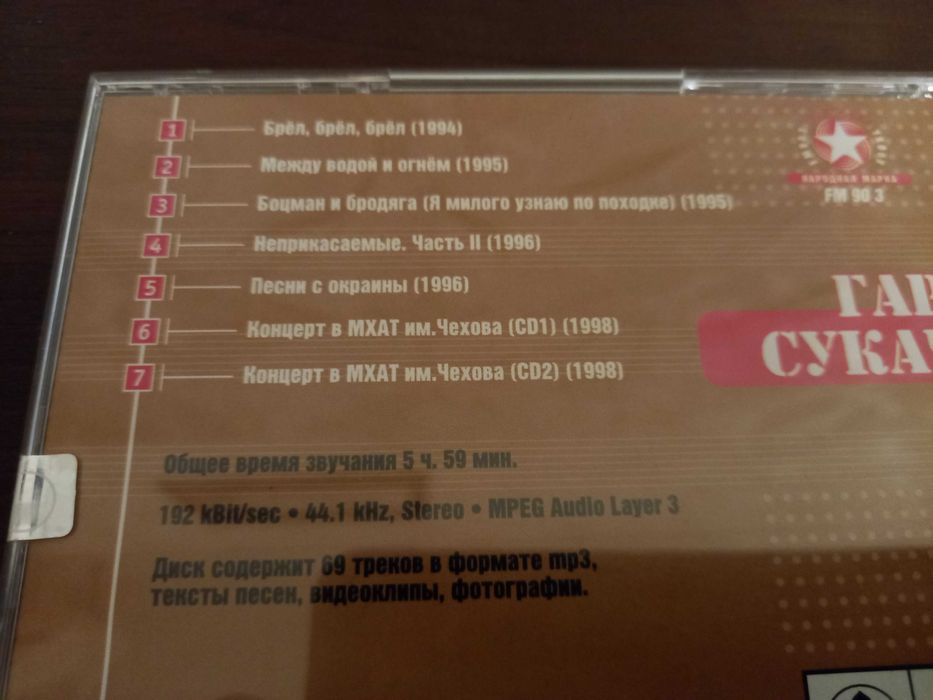 1 Брёл, брёл, брёл (1994)
2 Между водой и огнём (1995)
3 Боцман и бродяга (Я милого узнаю по походке) (1995)
4 Неприкасаемые. Часть II (1996)
5 Песни с окраины (1996)
6 Концерт в МХАТ им.Чехова (CD1) (1998)
7 Концерт в МХАТ им.Чехова (CD2) (1998)
НАРОДНАЯ МАРКА
FM 90 3
ГАР
СУКАЧ
Общее время звучания 5 ч. 59 мин.
192 kBit/sec • 44.1 kHz, Stereo • MPEG Audio Layer 3
Диск содержит 69 треков в формате mp3,
тексты песен, видеоклипы, фотографии.